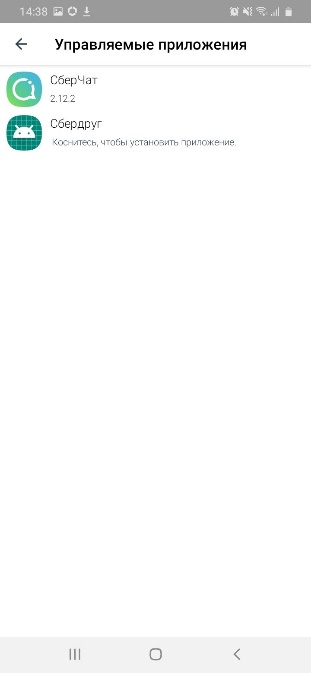 14:38
Управляемые приложения
СберЧат
2.12.2
Сбердруг
Коснитесь, чтобы установить приложение.